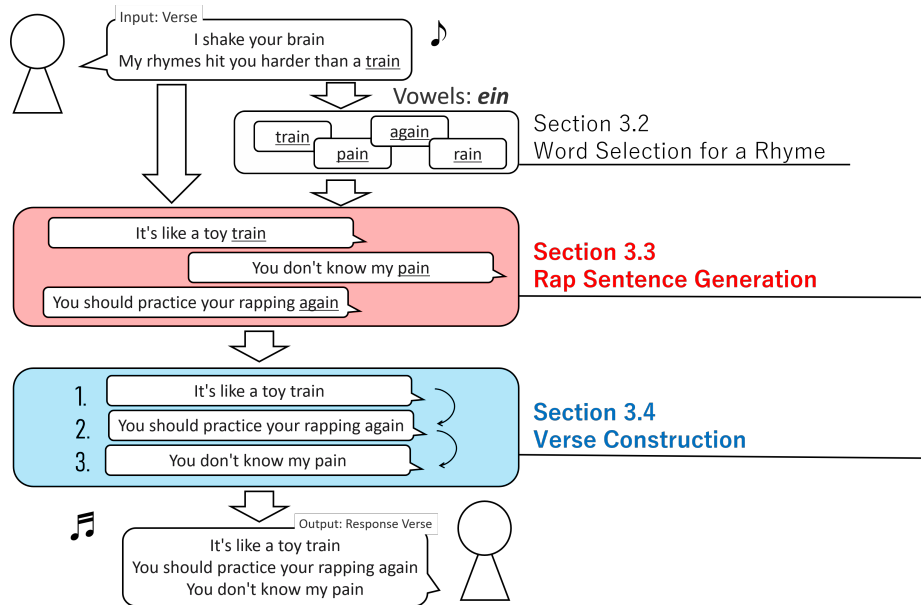 Input: Verse
I shake your brain
My rhymes hit you harder than a train
Vowels: ein
train
pain
again
rain
Section 3.2
Word Selection for a Rhyme
It's like a toy train
You don't know my pain
You should practice your rapping again
Section 3.3
Rap Sentence Generation
1. It's like a toy train
2. You should practice your rapping again
3. You don't know my pain
Section 3.4
Verse Construction
Output: Response Verse
It's like a toy train
You should practice your rapping again
You don't know my pain